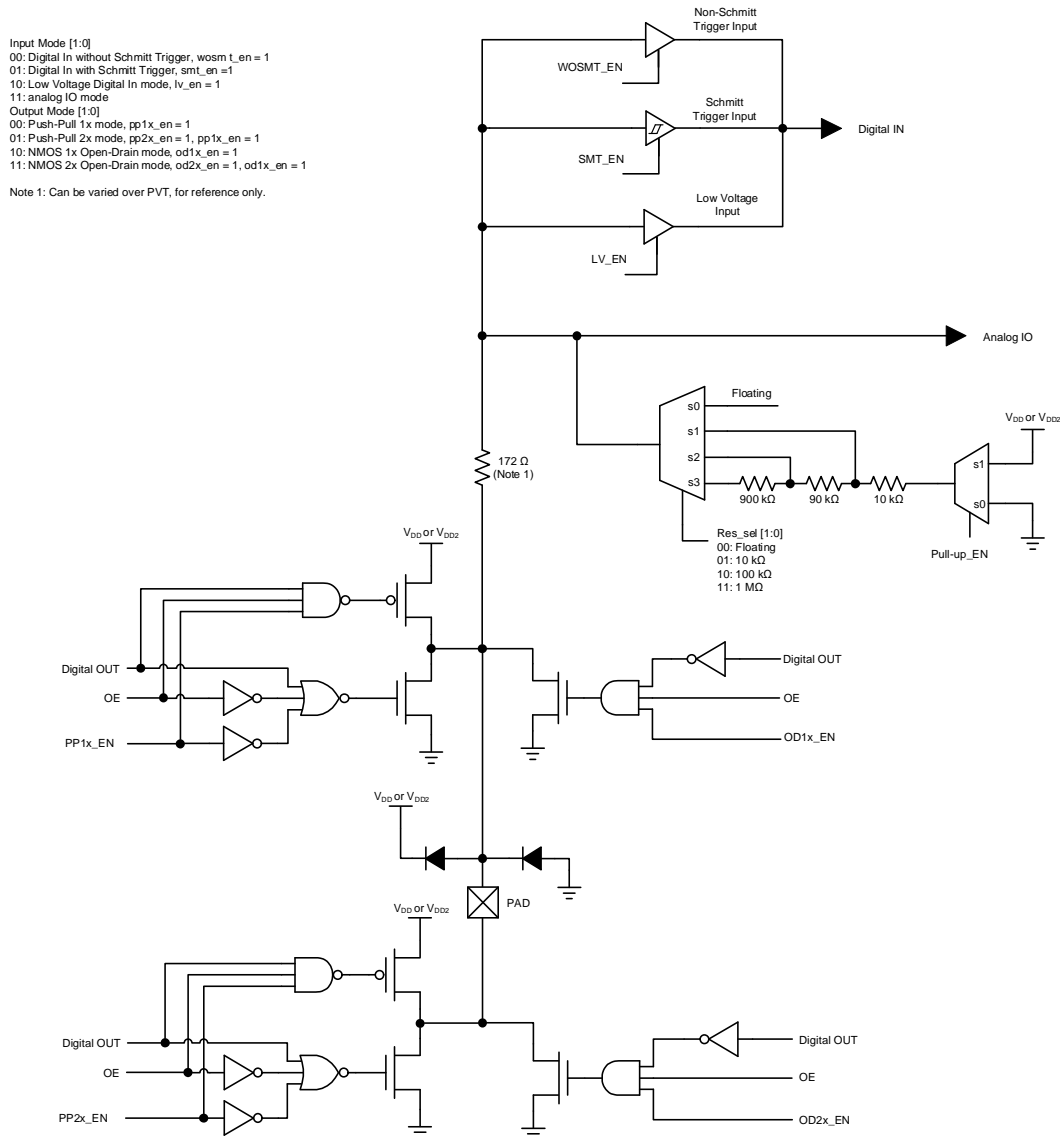 Input Mode [1:0]
00: Digital In without Schmitt Trigger, wosm t_en = 1
01: Digital In with Schmitt Trigger, smt_en =1
10: Low Voltage Digital In mode, lv_en = 1
11: analog IO mode
Output Mode [1:0]
00: Push-Pull 1x mode, pp1x_en = 1
01: Push-Pull 2x mode, pp2x_en = 1, pp1x_en = 1
10: NMOS 1x Open-Drain mode, od1x_en = 1
11: NMOS 2x Open-Drain mode, od2x_en = 1, od1x_en = 1
Note 1: Can be varied over PVT, for reference only.
Non-Schmitt
Trigger Input
WOSMT_EN
Schmitt
Trigger Input
SMT_EN
Digital IN
Low Voltage
Input
LV_EN
Analog IO
Floating
s0
s1
s2
s3
900 kΩ
90 kΩ
10 kΩ
VDD or VDD2
s1
s0
Pull-up_EN
Res_sel [1:0]
00: Floating
01: 10 kΩ
10: 100 kΩ
11: 1 MΩ
172 Ω
(Note 1)
VDD or VDD2
Digital OUT
OE
PP1x_EN
Digital OUT
OE
OD1x_EN
VDD or VDD2
PAD
VDD or VDD2
Digital OUT
OE
PP2x_EN
Digital OUT
OE
OD2x_EN